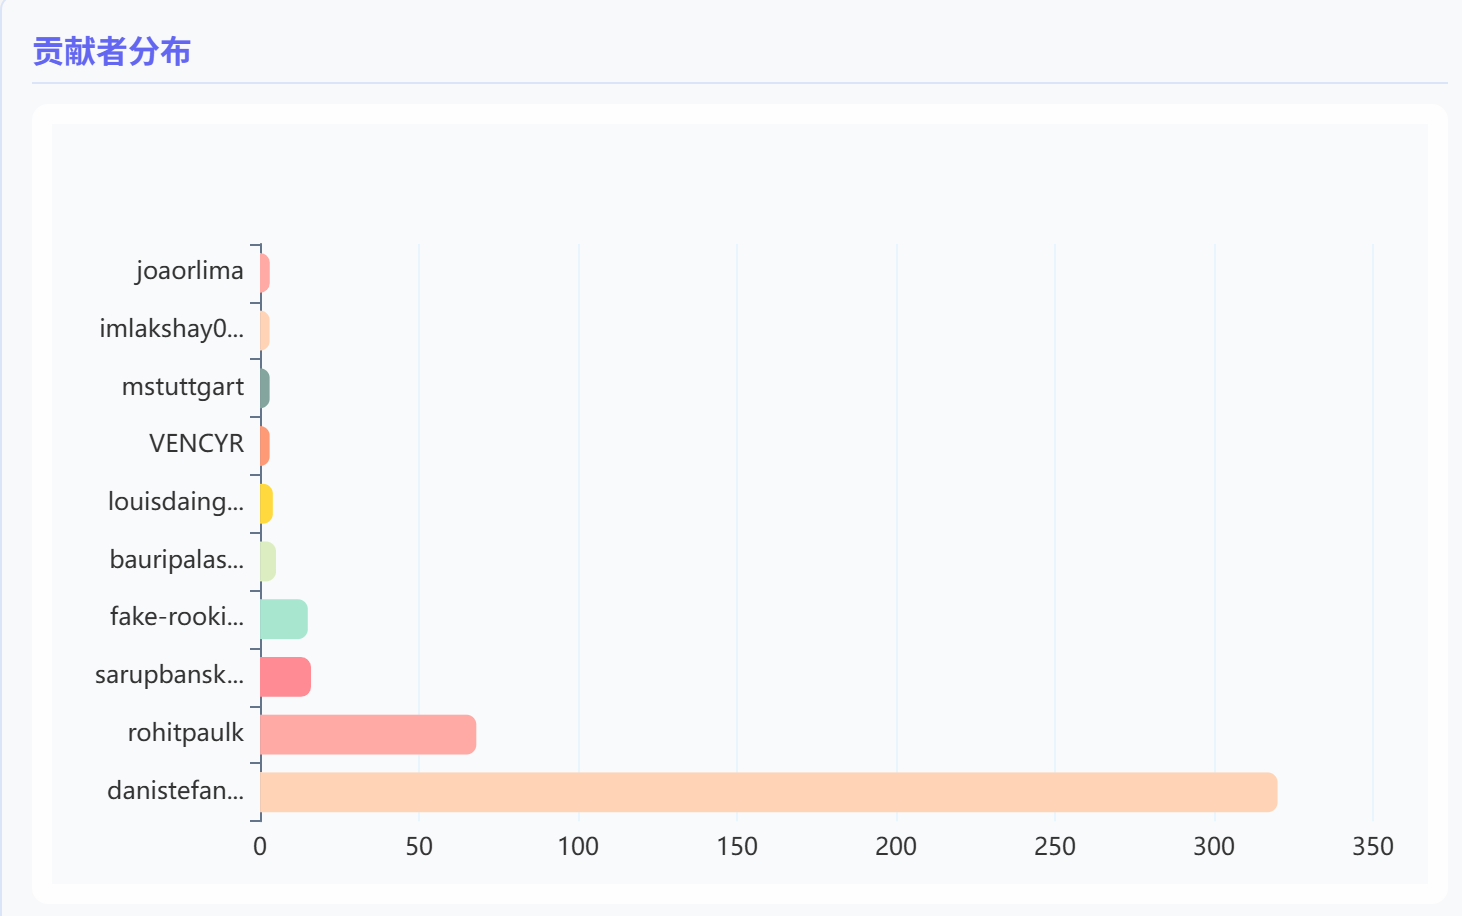 贡献者分布
joaorlima
imlakshay0...
mstuttgart
VENCYR
louisdaing...
bauripalas...
fake-rooki...
sarupbansk...
rohitpaulk
danistefan...
0 50 100 150 200 250 300 350